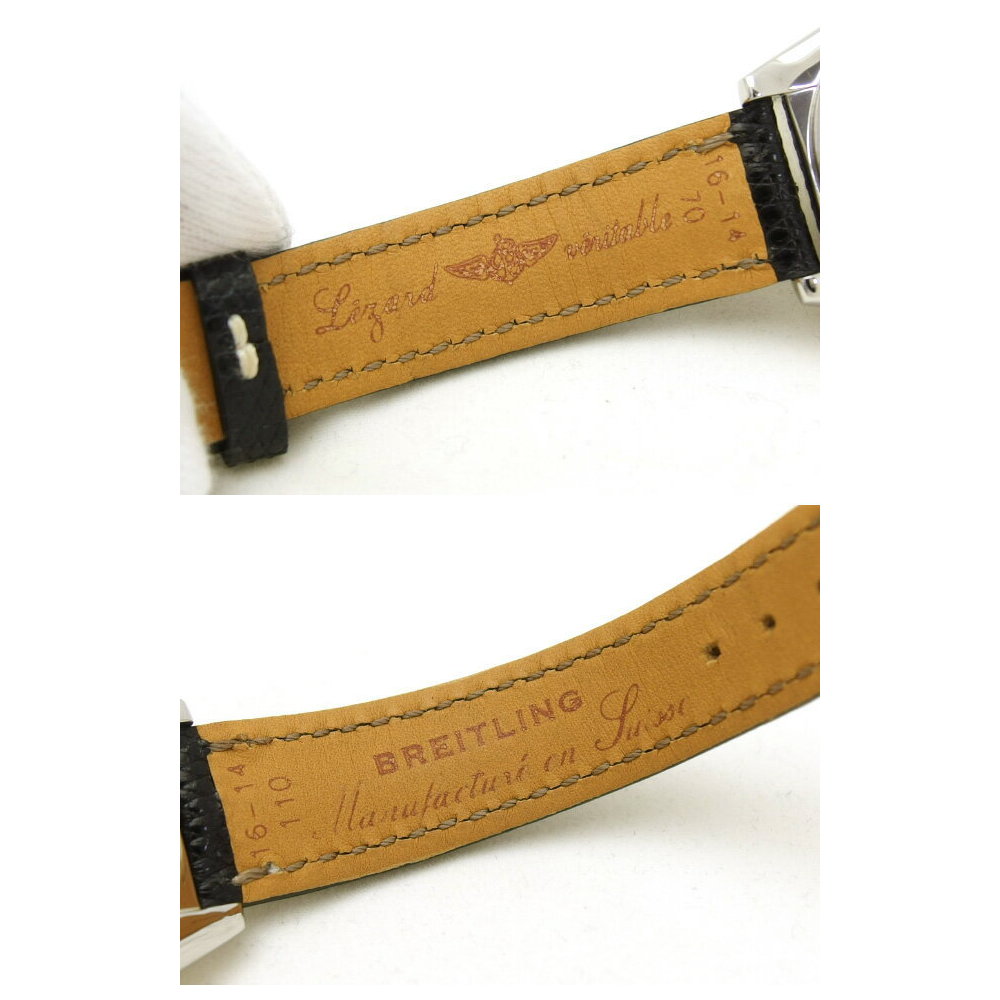 Lézard véritable
16-14
70
BREITLING
Manufacturé en Suisse
16-14
110